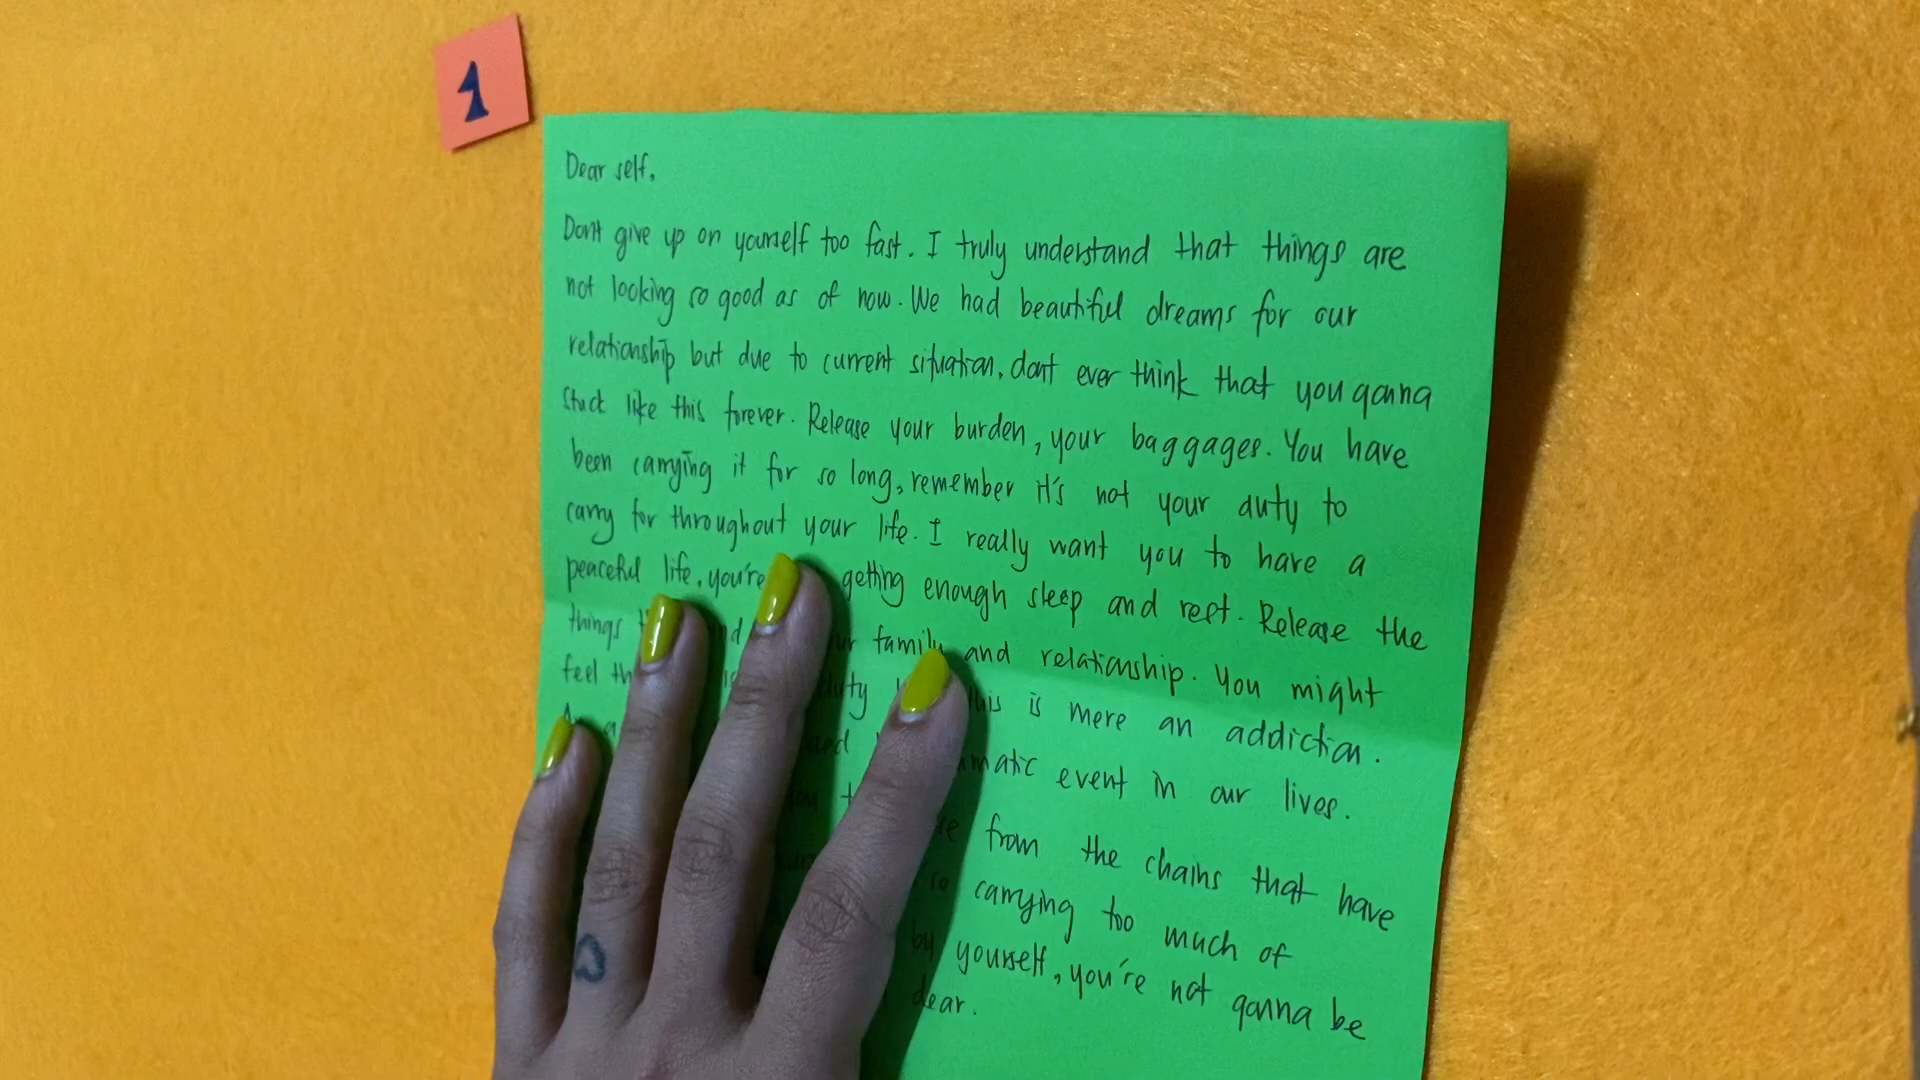 1
Dear self,
Dont give up on yourself too fast. I truly understand that things are
not looking so good as of now. We had beautiful dreams for our
relationship but due to current situation, dont ever think that you gonna
stuck like this forever. Release your burden, your baggages. You have
been carrying it for so long, remember it's not your duty to
carry for throughout your life. I really want you to have a
peaceful life, you're getting enough sleep and rest. Release the
things family and relationship. You might
feel duty this is mere an addiction.
event in our lives.
from the chains that have
carrying too much of
by yourself, you're not gonna be
dear.